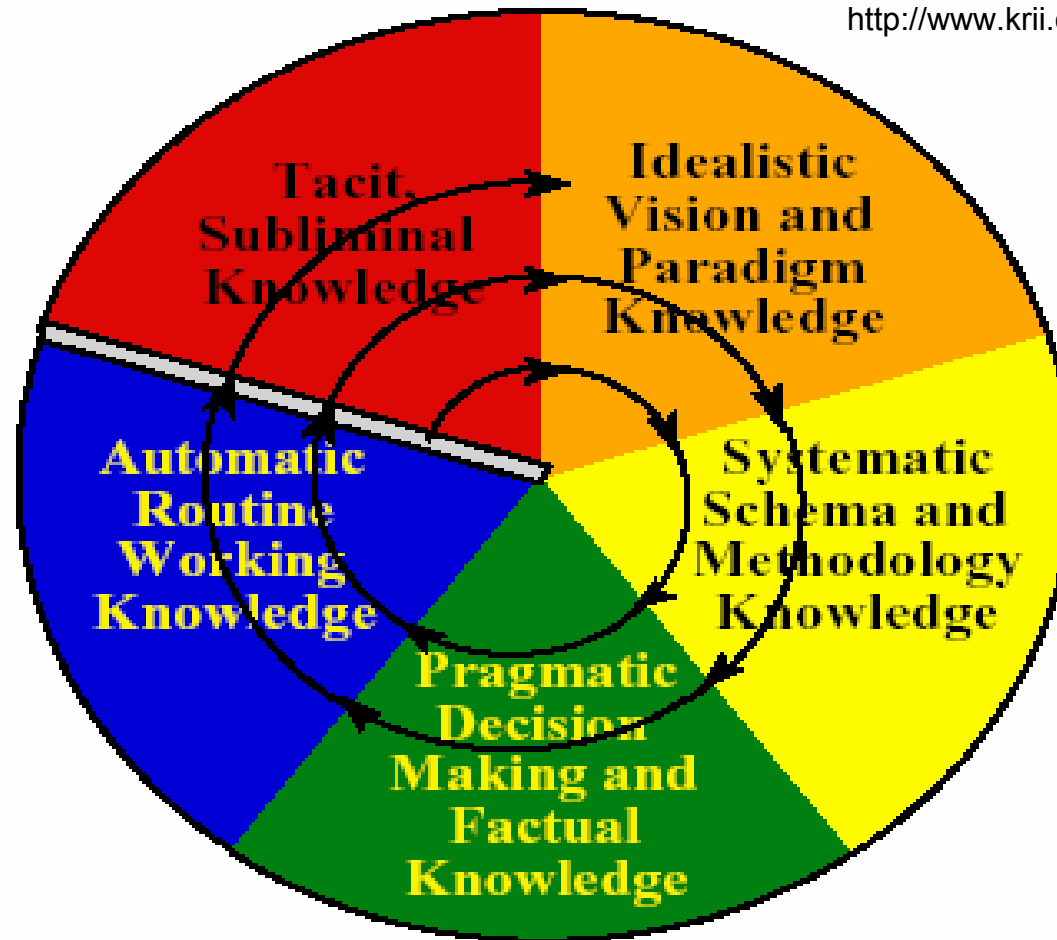 http://www.krii.
Tacit,
Subliminal
Knowledge
Idealistic
Vision and
Paradigm
Knowledge
Systematic
Schema and
Methodology
Knowledge
Pragmatic
Decision
Making and
Factual
Knowledge
Automatic
Routine
Working
Knowledge